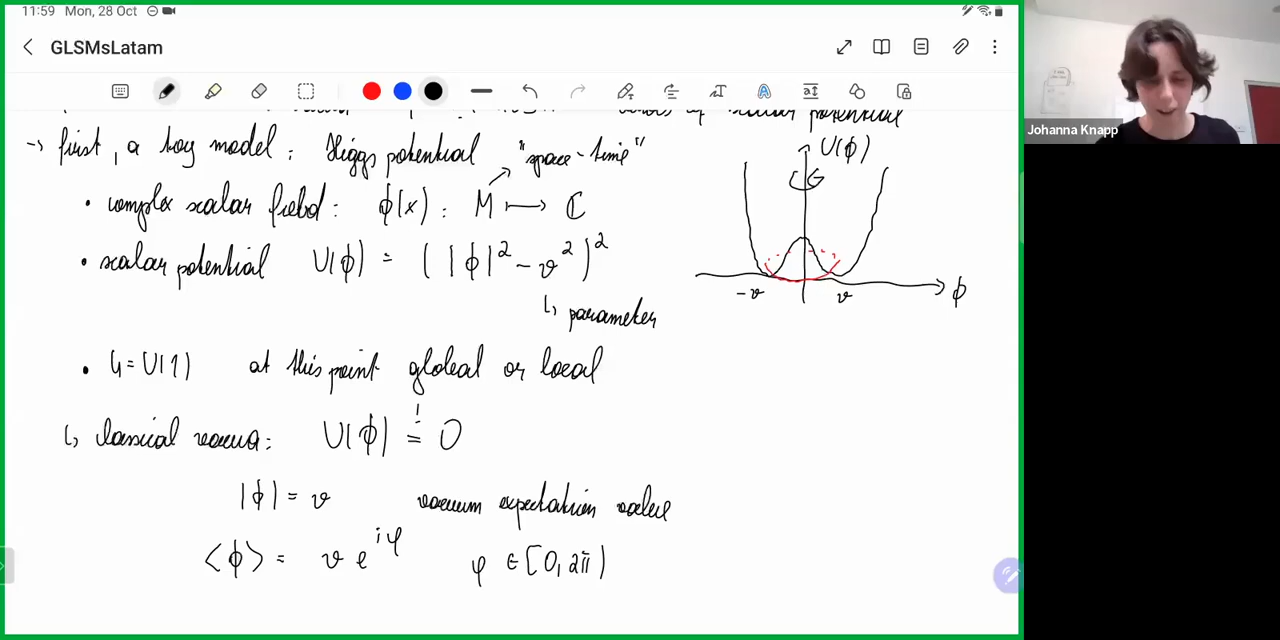 11:59 Mon, 28 Oct
GLSMsLatam
scalar potential
→ first, a toy model: Higgs potential "space-time"
• complex scalar field: ϕ(x): M ↦ ℂ
• scalar potential U(ϕ) = (|ϕ|² - v²)²
↳ parameter
• G = U(1) at this point global or local
↳ classical vacua: U(ϕ) =! 0
|ϕ| = v vacuum expectation value
<ϕ> = v e^{iφ} φ ∈ [0, 2π)
U(ϕ)
-v v ϕ
Johanna Knapp